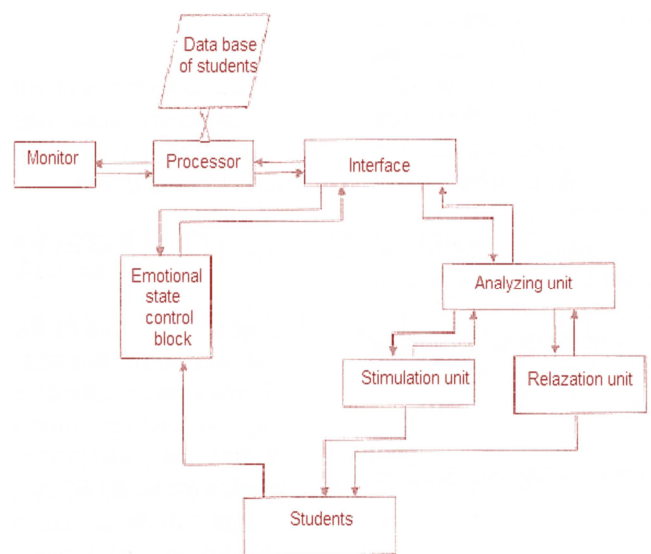 Data base
of students
Monitor
Processor
Interface
Emotional
state
control
block
Analyzing unit
Stimulation unit
Relazation unit
Students